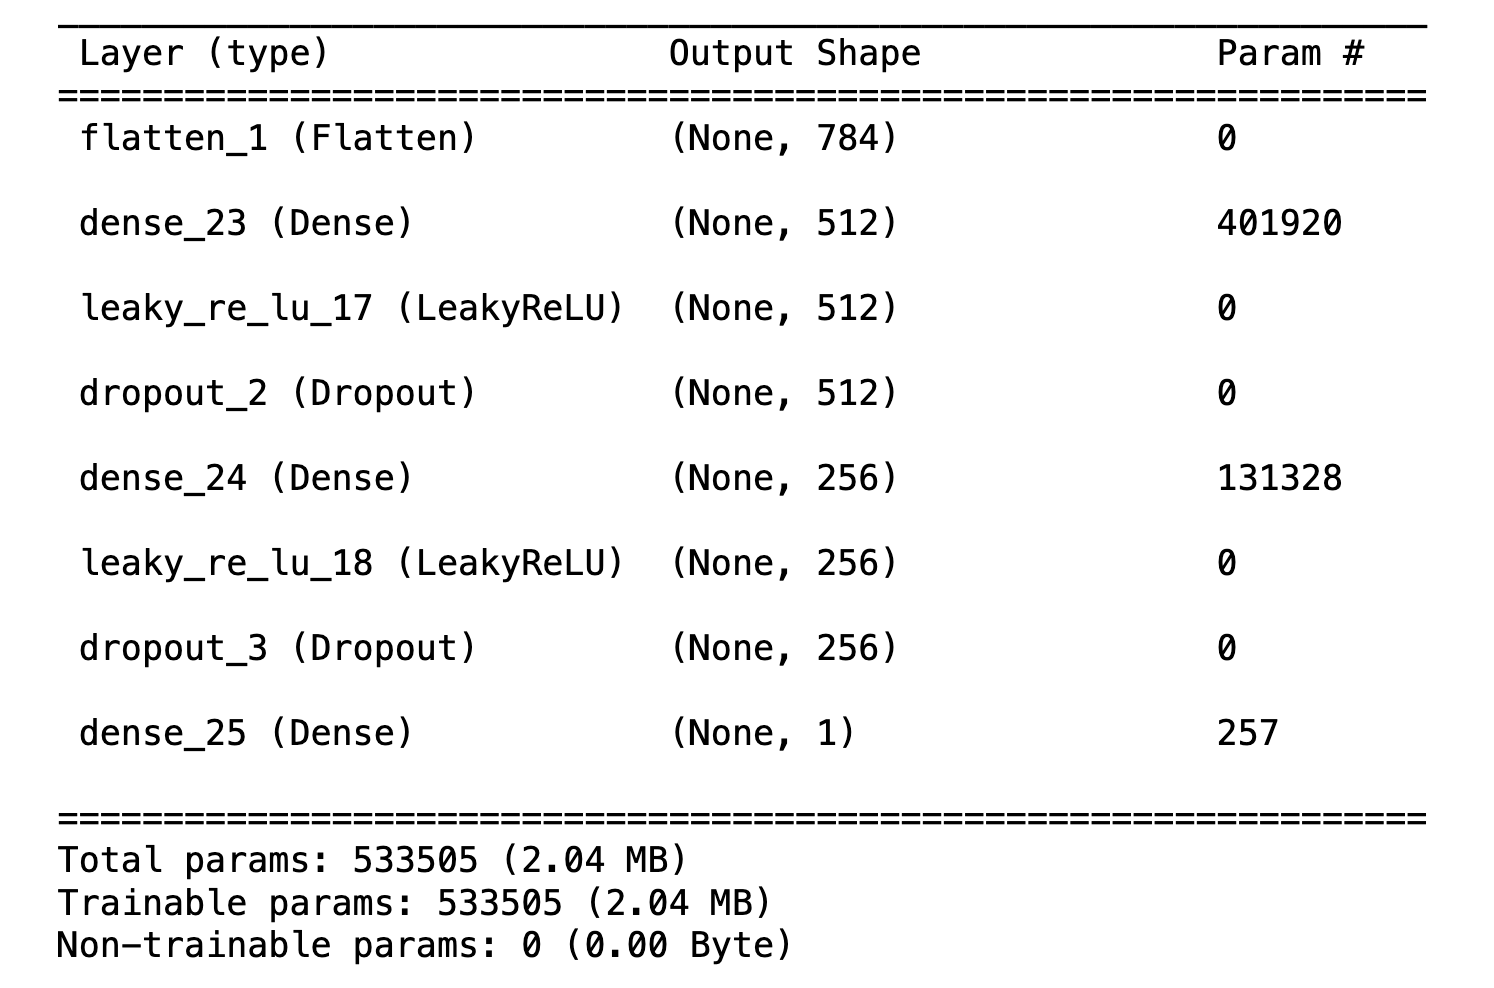 Layer (type) Output Shape Param #
=================================================================
flatten_1 (Flatten) (None, 784) 0
dense_23 (Dense) (None, 512) 401920
leaky_re_lu_17 (LeakyReLU) (None, 512) 0
dropout_2 (Dropout) (None, 512) 0
dense_24 (Dense) (None, 256) 131328
leaky_re_lu_18 (LeakyReLU) (None, 256) 0
dropout_3 (Dropout) (None, 256) 0
dense_25 (Dense) (None, 1) 257
=================================================================
Total params: 533505 (2.04 MB)
Trainable params: 533505 (2.04 MB)
Non-trainable params: 0 (0.00 Byte)